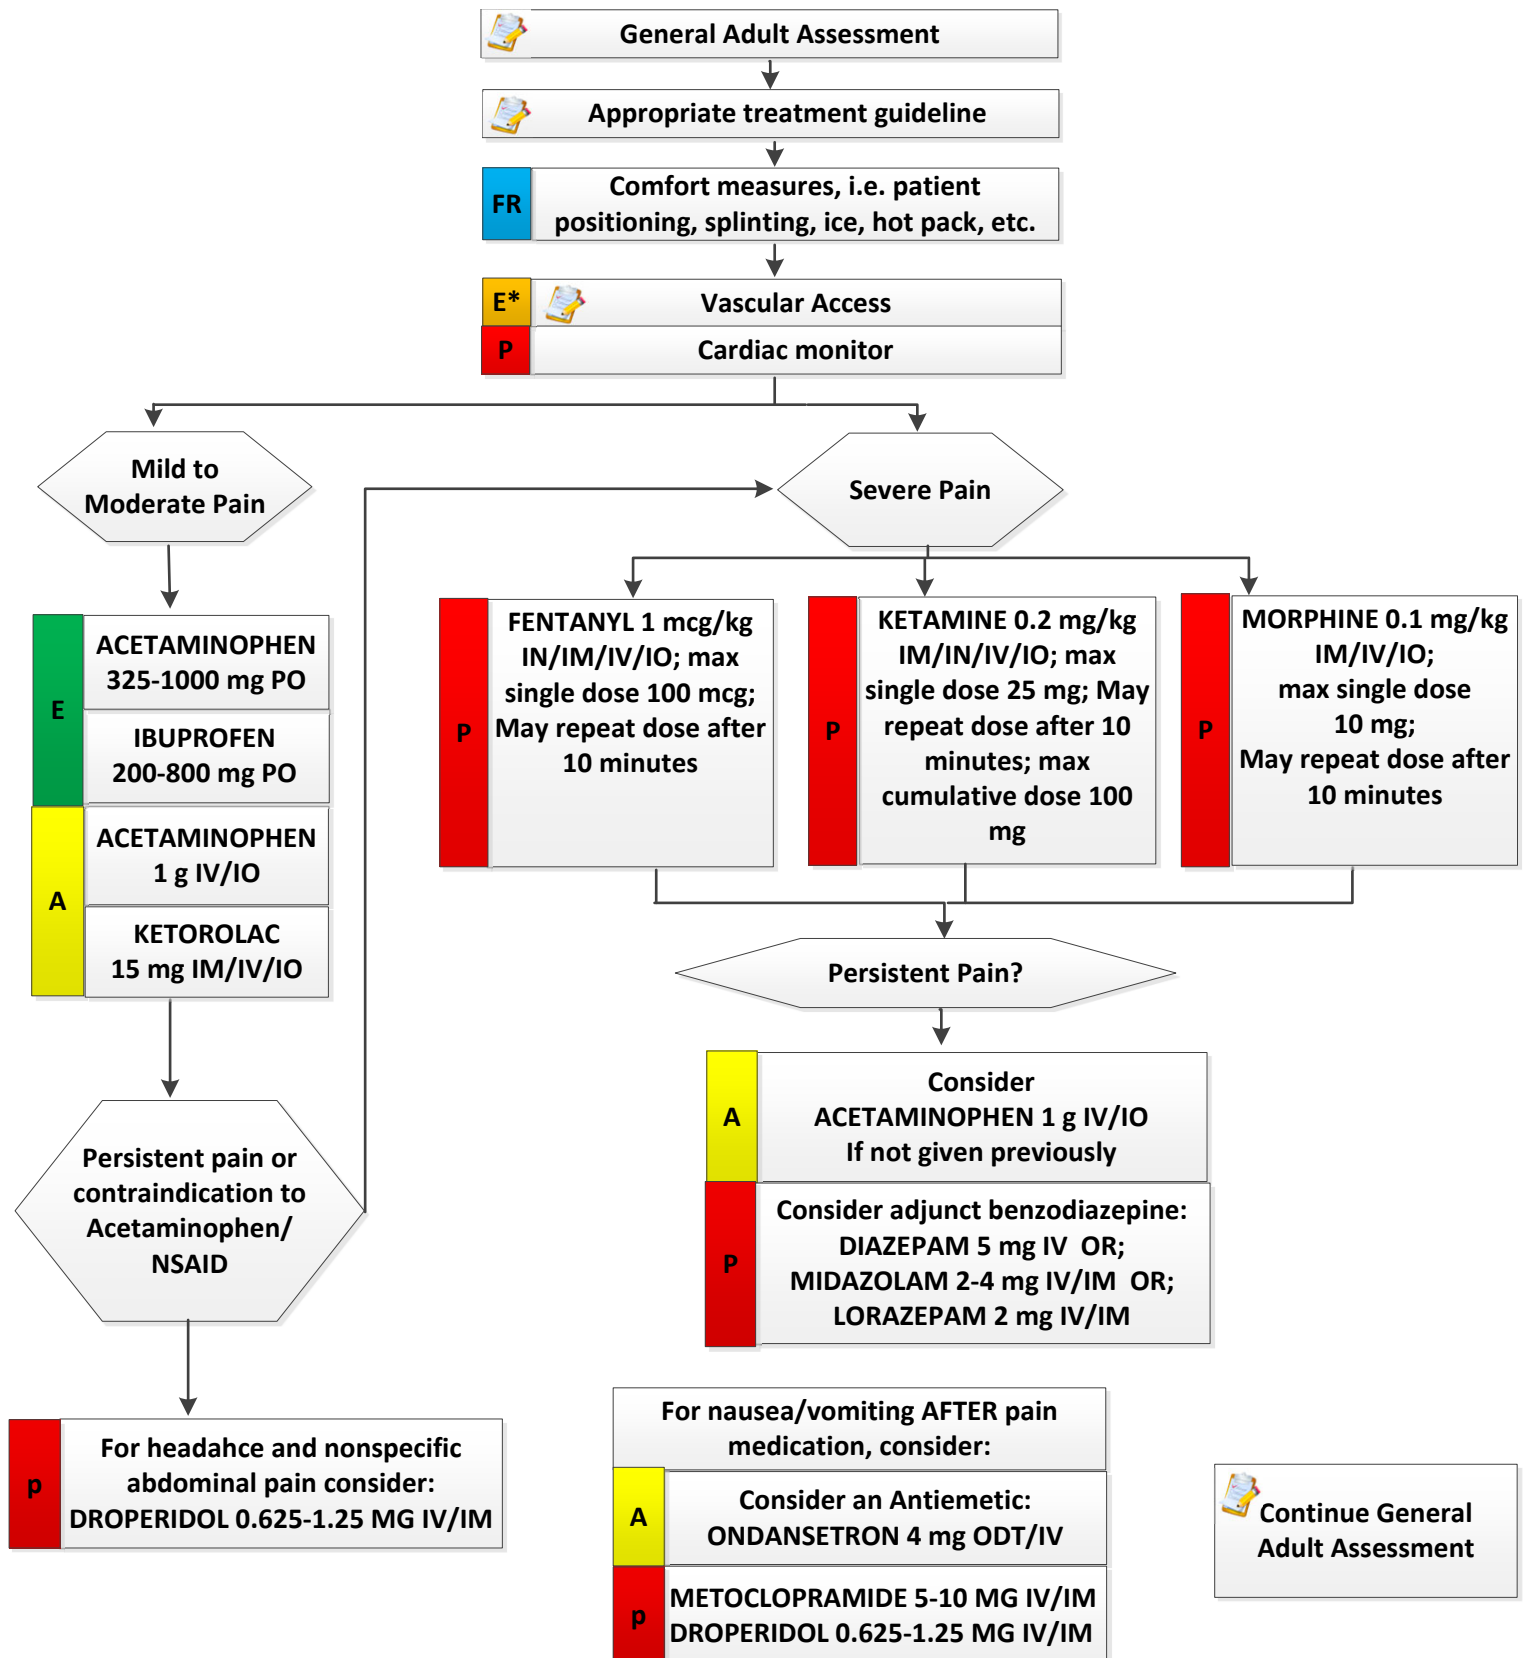 General Adult Assessment
Appropriate treatment guideline
FR
Comfort measures, i.e. patient
positioning, splinting, ice, hot pack, etc.
E*
Vascular Access
P
Cardiac monitor
Mild to
Moderate Pain
Severe Pain
E
ACETAMINOPHEN
325-1000 mg PO
IBUPROFEN
200-800 mg PO
A
ACETAMINOPHEN
1 g IV/IO
KETOROLAC
15 mg IM/IV/IO
P
FENTANYL 1 mcg/kg
IN/IM/IV/IO; max
single dose 100 mcg;
May repeat dose after
10 minutes
P
KETAMINE 0.2 mg/kg
IM/IN/IV/IO; max
single dose 25 mg; May
repeat dose after 10
minutes; max
cumulative dose 100
mg
P
MORPHINE 0.1 mg/kg
IM/IV/IO;
max single dose
10 mg;
May repeat dose after
10 minutes
Persistent Pain?
A
Consider
ACETAMINOPHEN 1 g IV/IO
If not given previously
P
Consider adjunct benzodiazepine:
DIAZEPAM 5 mg IV  OR;
MIDAZOLAM 2-4 mg IV/IM  OR;
LORAZEPAM 2 mg IV/IM
Persistent pain or
contraindication to
Acetaminophen/
NSAID
p
For headahce and nonspecific
abdominal pain consider:
DROPERIDOL 0.625-1.25 MG IV/IM
For nausea/vomiting AFTER pain
medication, consider:
A
Consider an Antiemetic:
ONDANSETRON 4 mg ODT/IV
p
METOCLOPRAMIDE 5-10 MG IV/IM
DROPERIDOL 0.625-1.25 MG IV/IM
Continue General
Adult Assessment